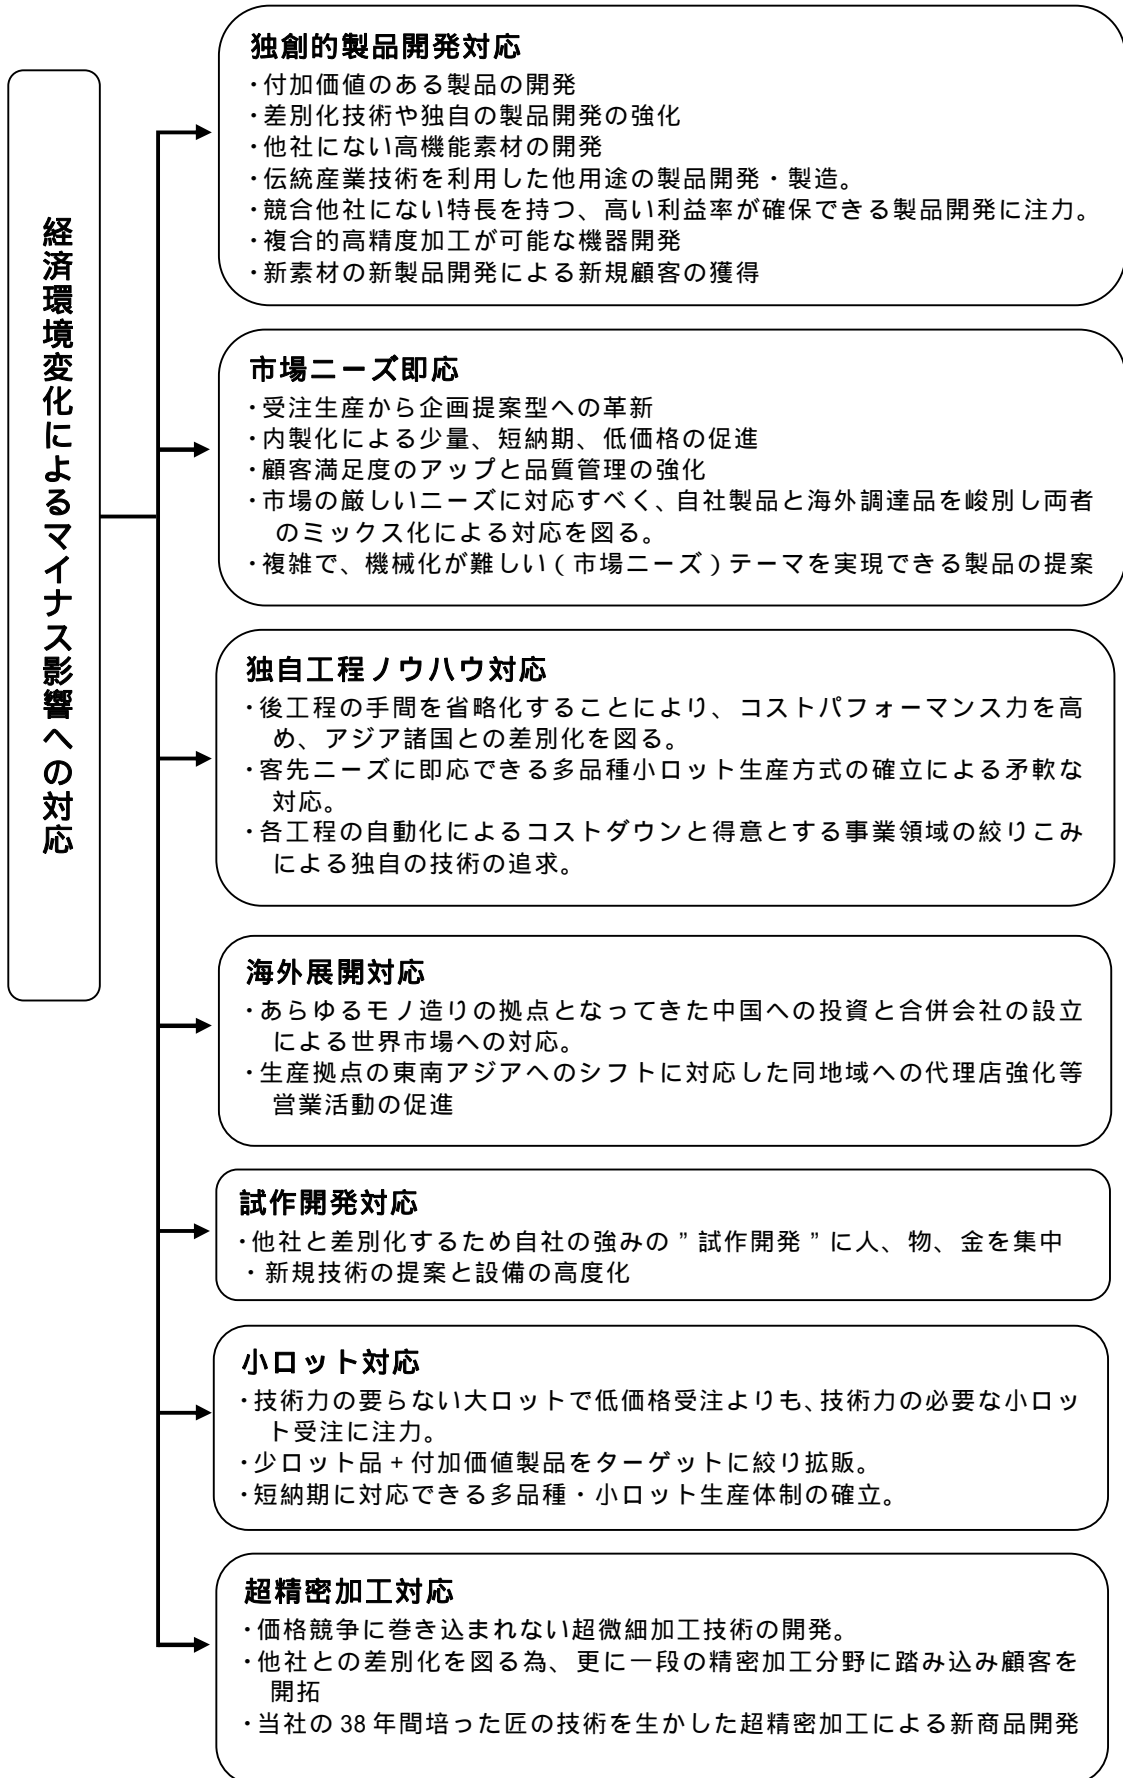 経済環境変化によるマイナス影響への対応
独創的製品開発対応
・付加価値のある製品の開発
・差別化技術や独自の製品開発の強化
・他社にない高機能素材の開発
・伝統産業技術を利用した他用途の製品開発・製造。
・競合他社にない特長を持つ、高い利益率が確保できる製品開発に注力。
・複合的高精度加工が可能な機器開発
・新素材の新製品開発による新規顧客の獲得
市場ニーズ即応
・受注生産から企画提案型への革新
・内製化による少量、短納期、低価格の促進
・顧客満足度のアップと品質管理の強化
・市場の厳しいニーズに対応すべく、自社製品と海外調達品を峻別し両者
のミックス化による対応を図る。
・複雑で、機械化が難しい（市場ニーズ）テーマを実現できる製品の提案
独自工程ノウハウ対応
・後工程の手間を省略化することにより、コストパフォーマンス力を高
め、アジア諸国との差別化を図る。
・客先ニーズに即応できる多品種小ロット生産方式の確立による矛軟な
対応。
・各工程の自動化によるコストダウンと得意とする事業領域の絞りこみ
による独自の技術の追求。
海外展開対応
・あらゆるモノ造りの拠点となってきた中国への投資と合併会社の設立
による世界市場への対応。
・生産拠点の東南アジアへのシフトに対応した同地域への代理店強化等
営業活動の促進
試作開発対応
・他社と差別化するため自社の強みの”試作開発”に人、物、金を集中
・新規技術の提案と設備の高度化
小ロット対応
・技術力の要らない大ロットで低価格受注よりも、技術力の必要な小ロッ
ト受注に注力。
・少ロット品+付加価値製品をターゲットに絞り拡販。
・短納期に対応できる多品種・小ロット生産体制の確立。
超精密加工対応
・価格競争に巻き込まれない超微細加工技術の開発。
・他社との差別化を図る為、更に一段の精密加工分野に踏み込み顧客を
開拓
・当社の38年間培った匠の技術を生かした超精密加工による新商品開発